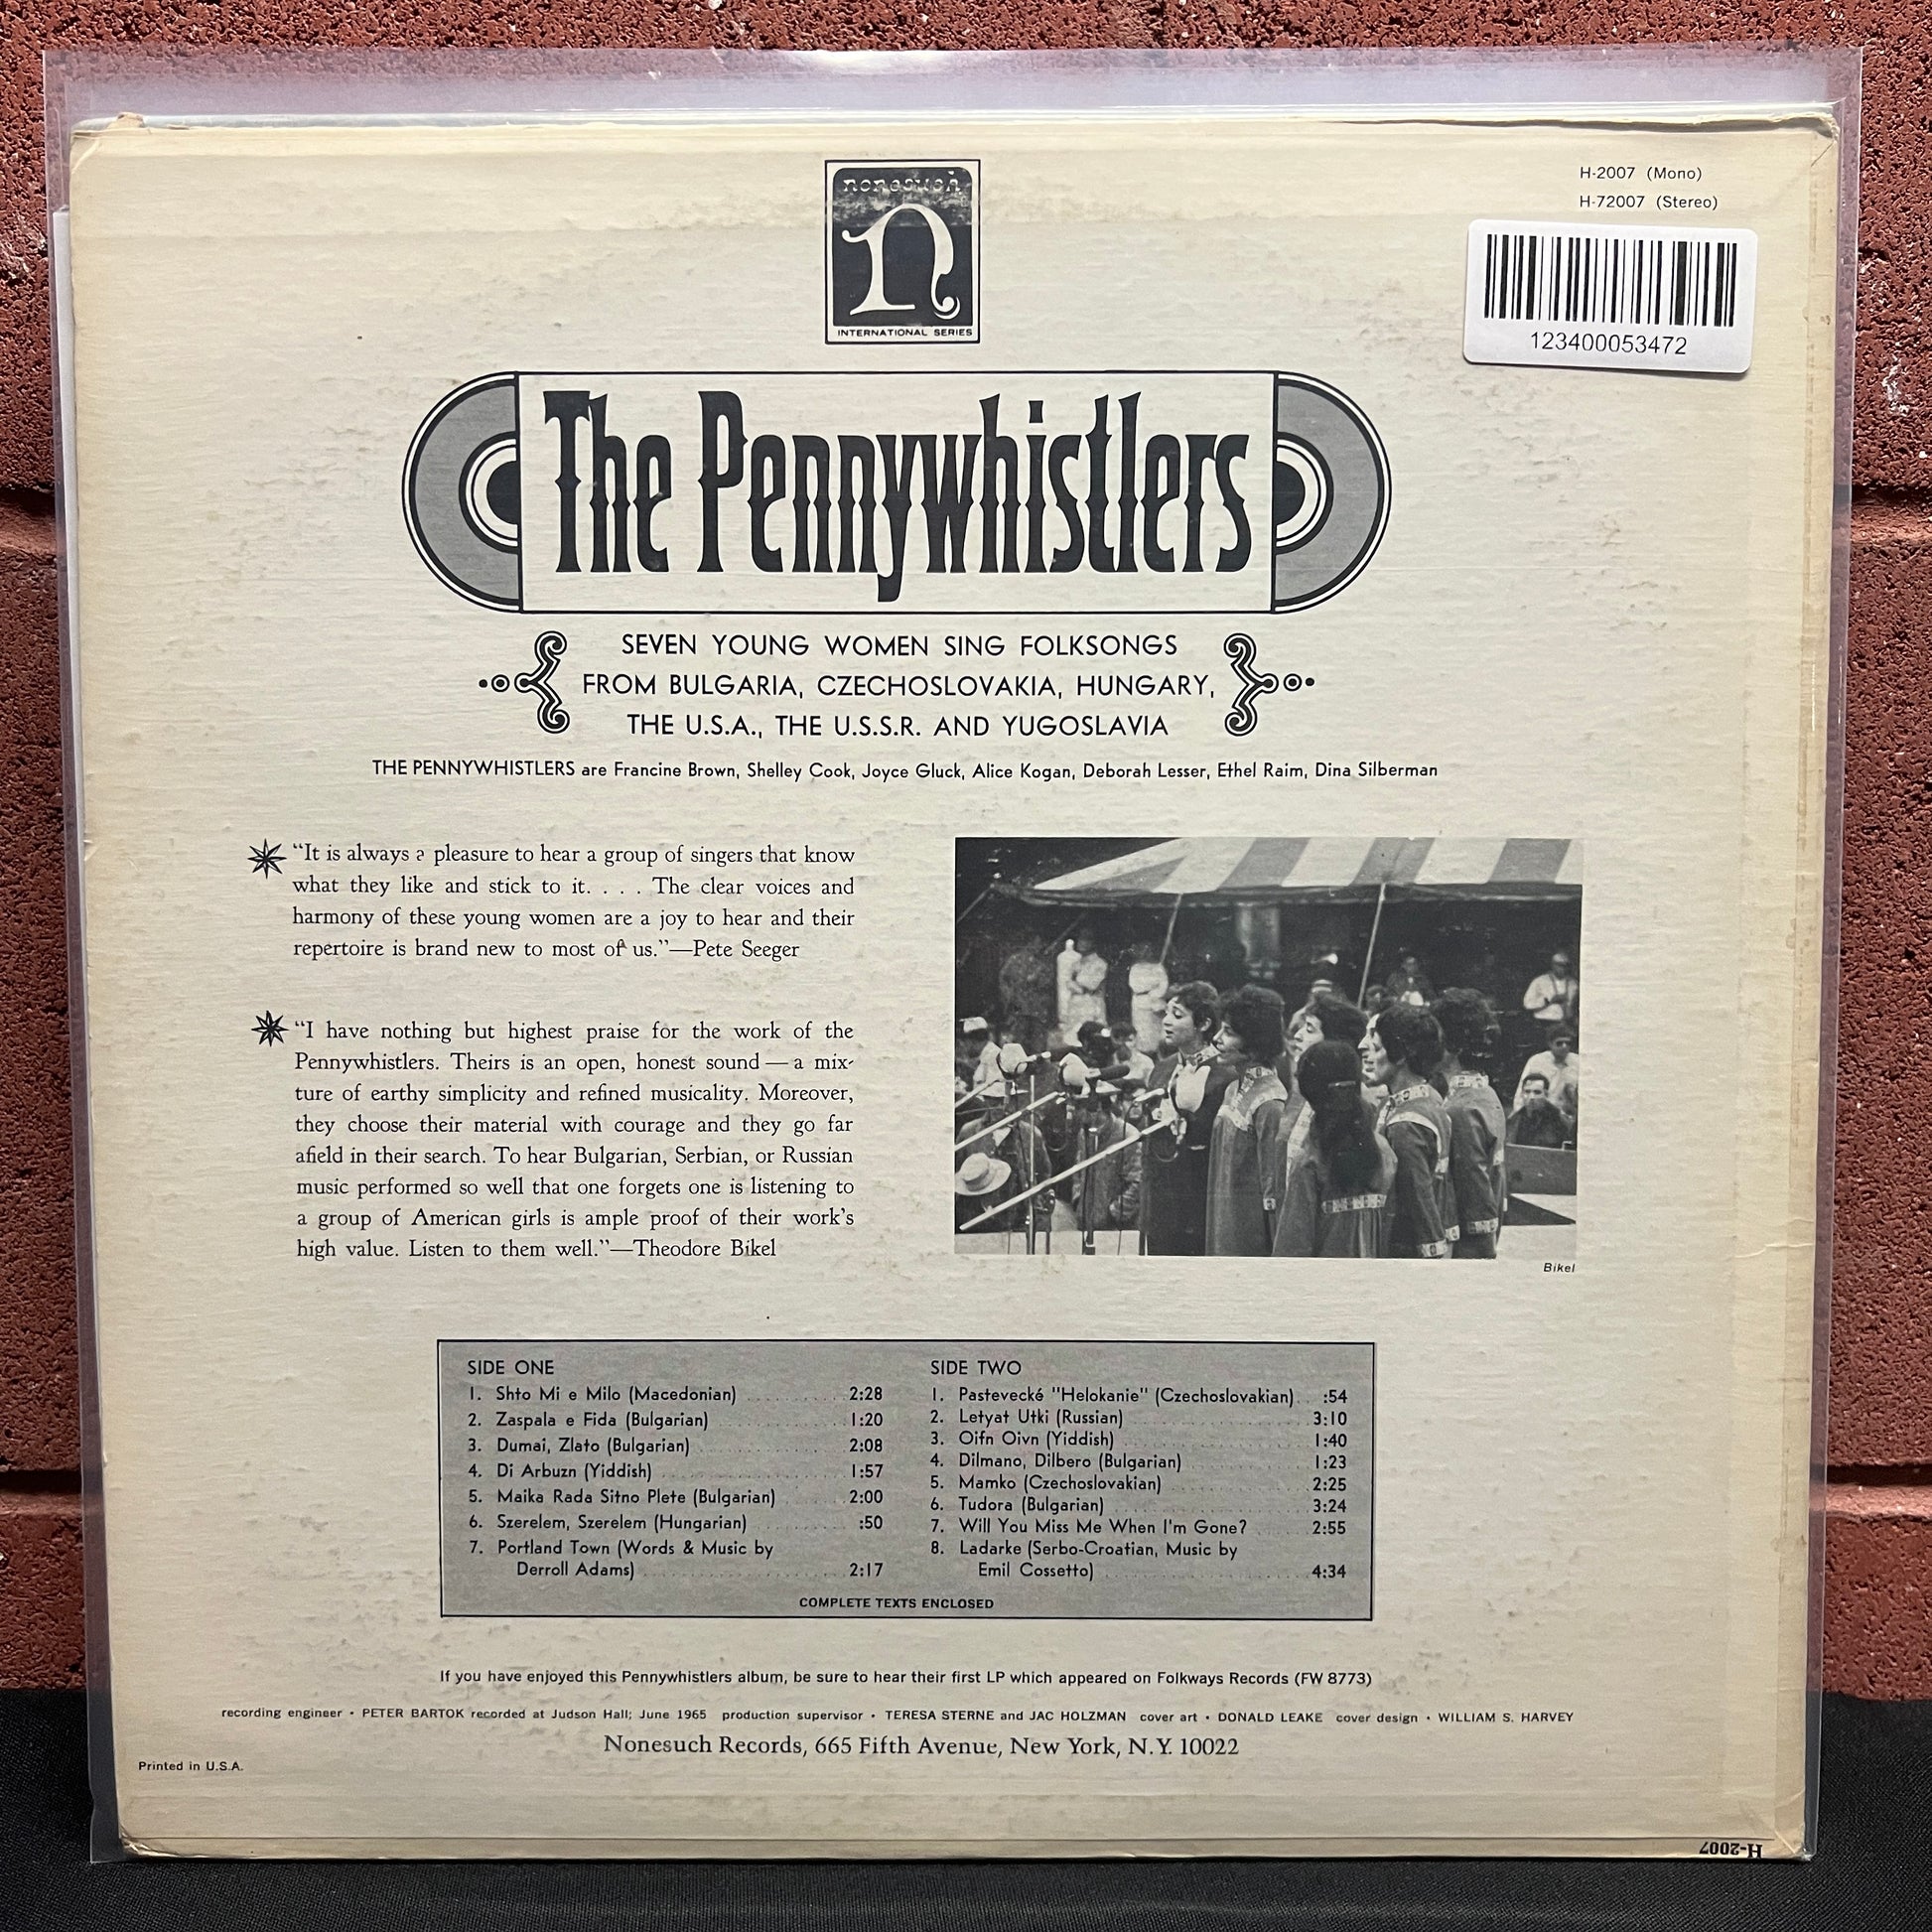 nonesuch
n
INTERNATIONAL SERIES
H-2007 (Mono)
H-72007 (Stereo)
123400053472
The Pennywhistlers
SEVEN YOUNG WOMEN SING FOLKSONGS
FROM BULGARIA, CZECHOSLOVAKIA, HUNGARY,
THE U.S.A., THE U.S.S.R. AND YUGOSLAVIA
THE PENNYWHISTLERS are Francine Brown, Shelley Cook, Joyce Gluck, Alice Kogan, Deborah Lesser, Ethel Raim, Dina Silberman
“It is always a pleasure to hear a group of singers that know
what they like and stick to it. . . . The clear voices and
harmony of these young women are a joy to hear and their
repertoire is brand new to most of us.”—Pete Seeger
“I have nothing but highest praise for the work of the
Pennywhistlers. Theirs is an open, honest sound — a mix-
ture of earthy simplicity and refined musicality. Moreover,
they choose their material with courage and they go far
afield in their search. To hear Bulgarian, Serbian, or Russian
music performed so well that one forgets one is listening to
a group of American girls is ample proof of their work’s
high value. Listen to them well.”—Theodore Bikel
Bikel
SIDE ONE
1. Shto Mi e Milo (Macedonian) 2:28
2. Zaspala e Fida (Bulgarian) 1:20
3. Dumai, Zlato (Bulgarian) 2:08
4. Di Arbuzn (Yiddish) 1:57
5. Maika Rada Sitno Plete (Bulgarian) 2:00
6. Szerelem, Szerelem (Hungarian) :50
7. Portland Town (Words & Music by
Derroll Adams) 2:17
SIDE TWO
1. Pastevecké "Helokanie" (Czechoslovakian) :54
2. Letyat Utki (Russian) 3:10
3. Oifn Oivn (Yiddish) 1:40
4. Dilmano, Dilbero (Bulgarian) 1:23
5. Mamko (Czechoslovakian) 2:25
6. Tudora (Bulgarian) 3:24
7. Will You Miss Me When I'm Gone? 2:55
8. Ladarke (Serbo-Croatian, Music by
Emil Cossetto) 4:34
COMPLETE TEXTS ENCLOSED
If you have enjoyed this Pennywhistlers album, be sure to hear their first LP which appeared on Folkways Records (FW 8773)
recording engineer • PETER BARTOK recorded at Judson Hall; June 1965 production supervisor • TERESA STERNE and JAC HOLZMAN cover art • DONALD LEAKE cover design • WILLIAM S. HARVEY
Nonesuch Records, 665 Fifth Avenue, New York, N.Y. 10022
Printed in U.S.A.
H-2007